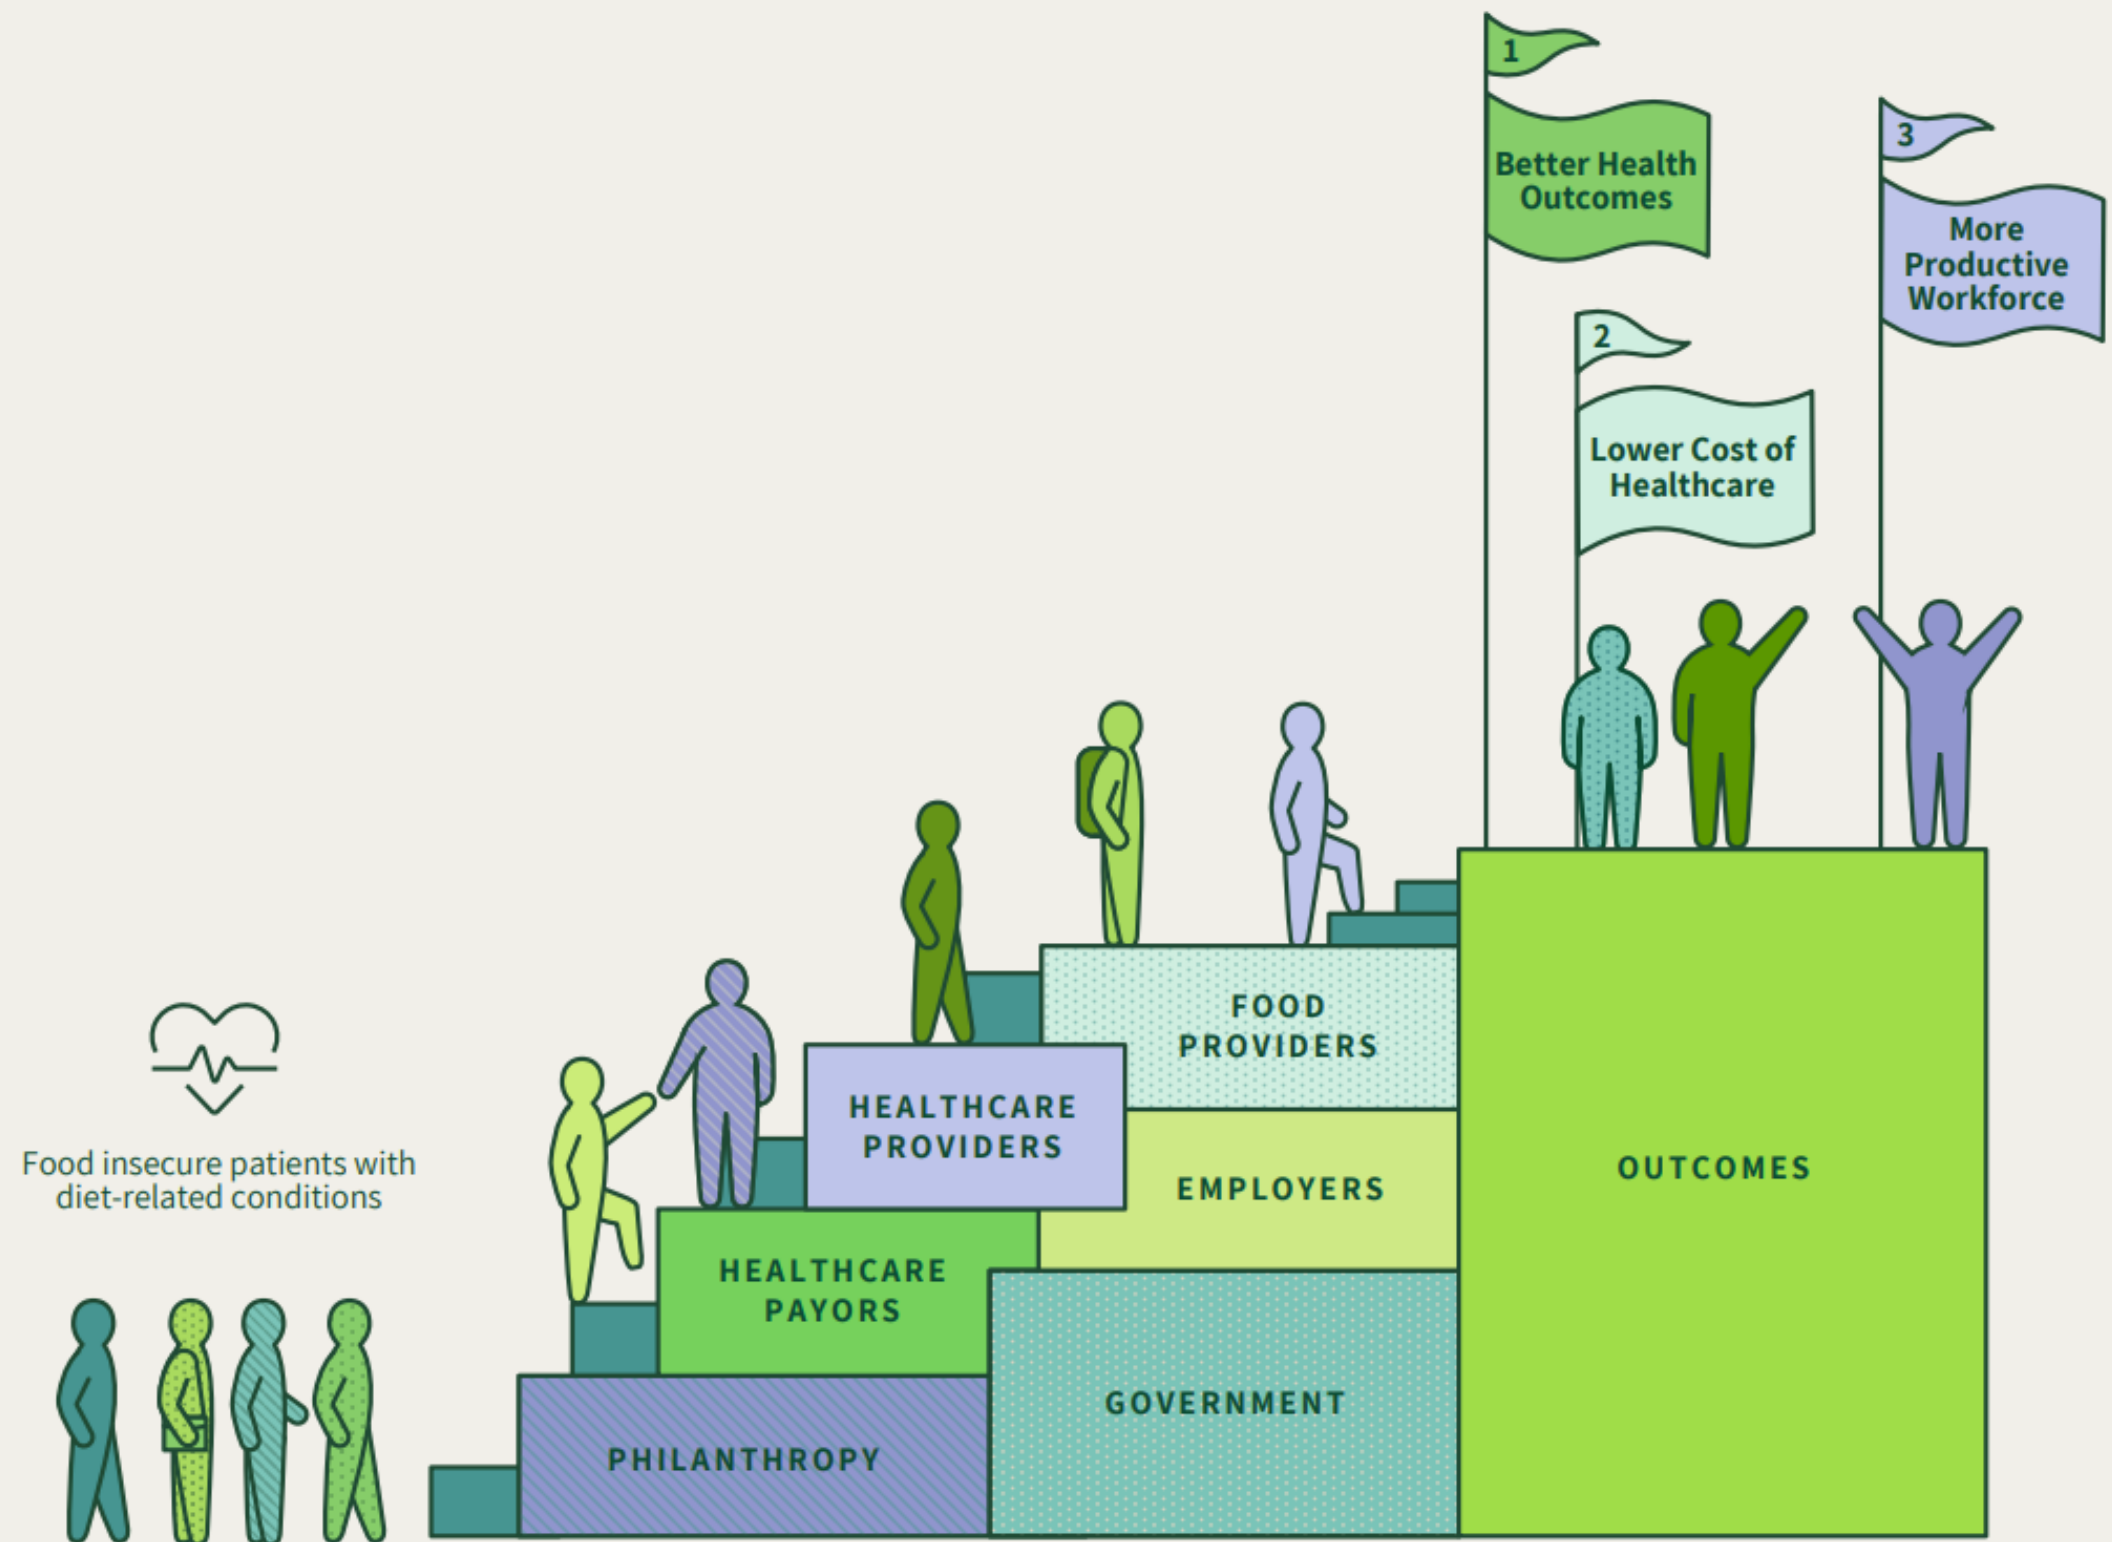 1
Better Health
Outcomes
3
More
Productive
Workforce
2
Lower Cost of
Healthcare
Food insecure patients with
diet-related conditions
FOOD
PROVIDERS
HEALTHCARE
PROVIDERS
EMPLOYERS
OUTCOMES
HEALTHCARE
PAYORS
GOVERNMENT
PHILANTHROPY